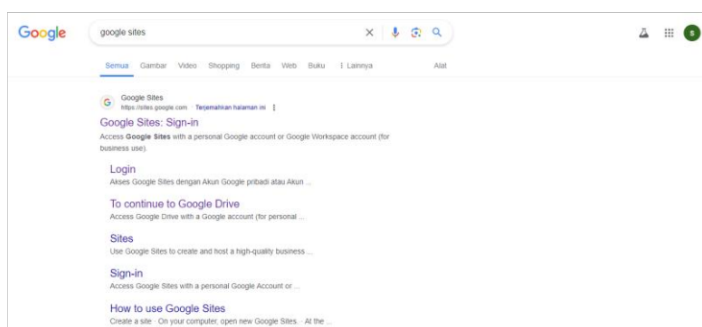 Google
google sites
S
Semua Gambar Video Shopping Berita Web Buku Lainnya Alat
G
Google Sites
https://sites.google.com Terjemahkan halaman ini
Google Sites: Sign-in
Access Google Sites with a personal Google account or Google Workspace account (for
business use).
Login
Akses Google Sites dengan Akun Google pribadi atau Akun ...
To continue to Google Drive
Access Google Drive with a Google account (for personal ...
Sites
Use Google Sites to create and host a high-quality business ...
Sign-in
Access Google Sites with a personal Google Account or ...
How to use Google Sites
Create a site · On your computer, open new Google Sites. · At the ...